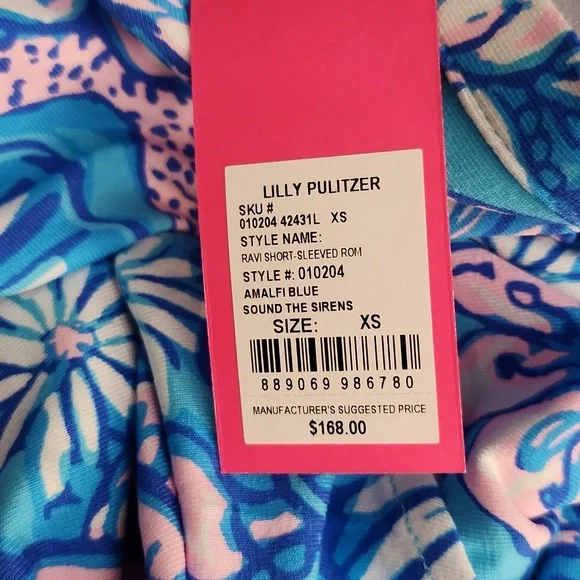 LILLY PULITZER
SKU #
010204 42431L XS
STYLE NAME:
RAVI SHORT-SLEEVED ROM
STYLE #: 010204
AMALFI BLUE
SOUND THE SIRENS
SIZE: XS
889069 986780
MANUFACTURER'S SUGGESTED PRICE
$168.00